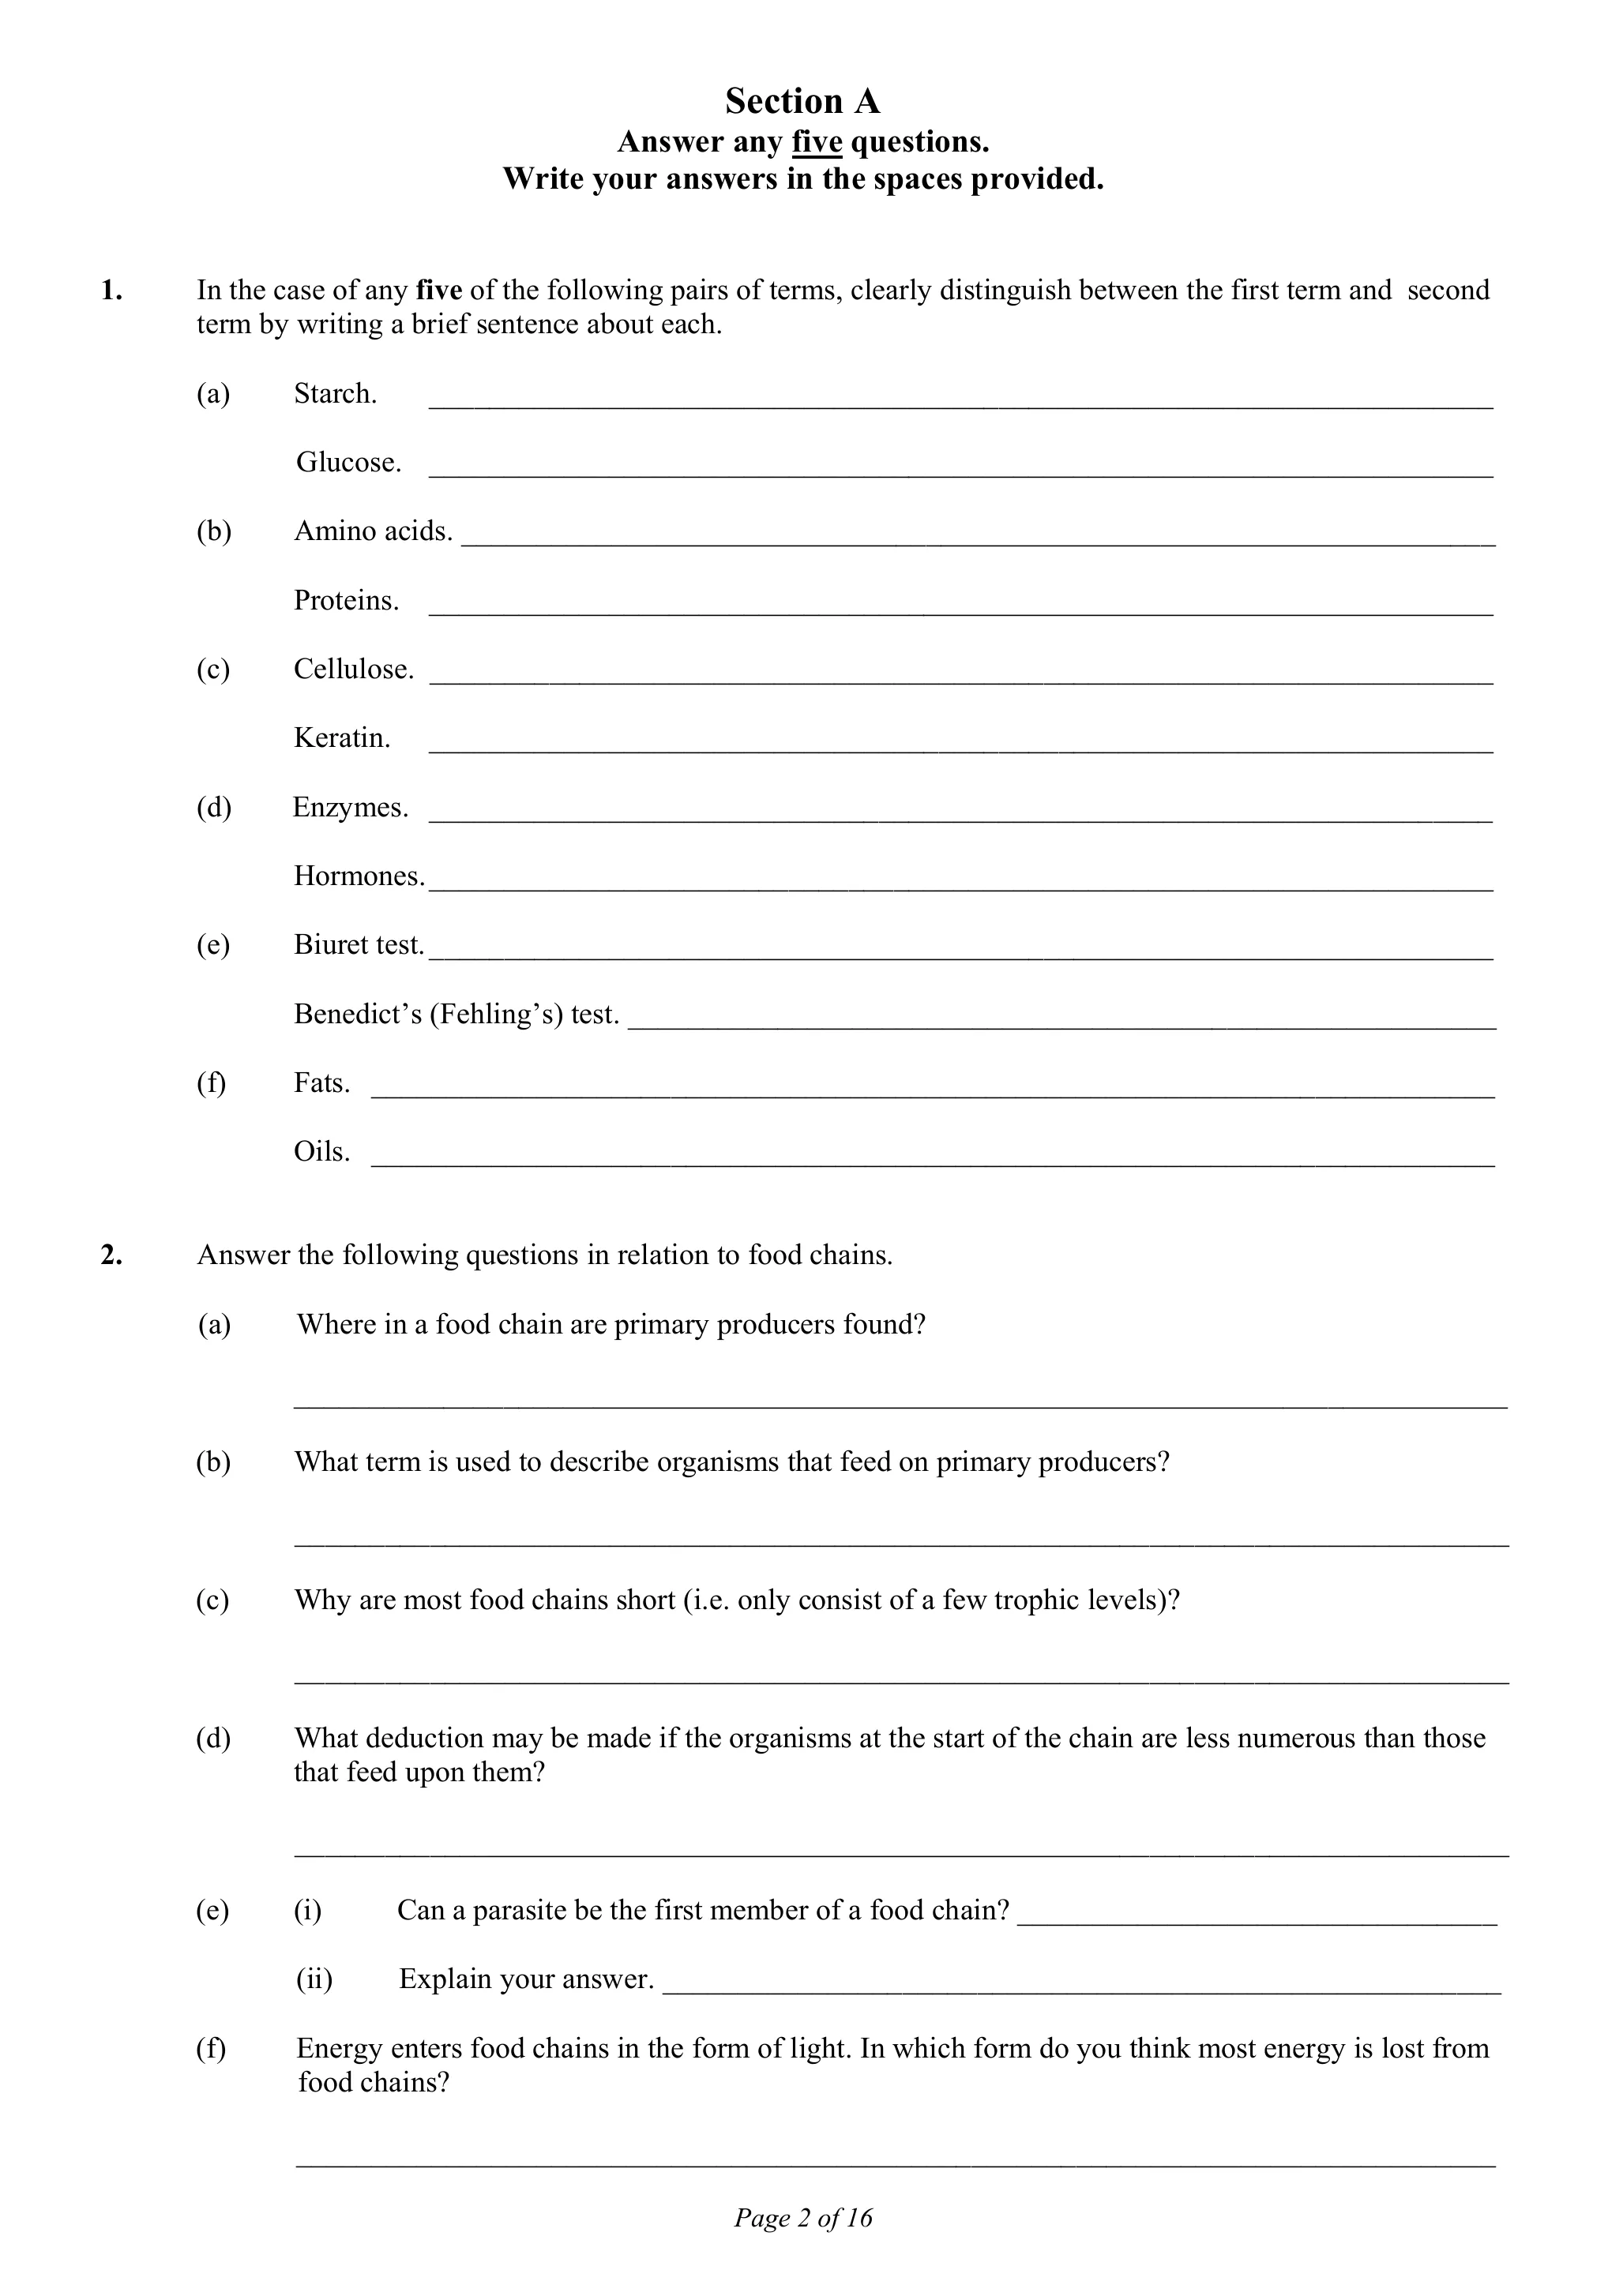 Section A
Answer any five questions.
Write your answers in the spaces provided.
1. In the case of any five of the following pairs of terms, clearly distinguish between the first term and second
term by writing a brief sentence about each.
(a) Starch.
Glucose.
(b) Amino acids.
Proteins.
(c) Cellulose.
Keratin.
(d) Enzymes.
Hormones.
(e) Biuret test.
Benedict’s (Fehling’s) test.
(f) Fats.
Oils.
2. Answer the following questions in relation to food chains.
(a) Where in a food chain are primary producers found?
(b) What term is used to describe organisms that feed on primary producers?
(c) Why are most food chains short (i.e. only consist of a few trophic levels)?
(d) What deduction may be made if the organisms at the start of the chain are less numerous than those
that feed upon them?
(e) (i) Can a parasite be the first member of a food chain?
(ii) Explain your answer.
(f) Energy enters food chains in the form of light. In which form do you think most energy is lost from
food chains?
Page 2 of 16